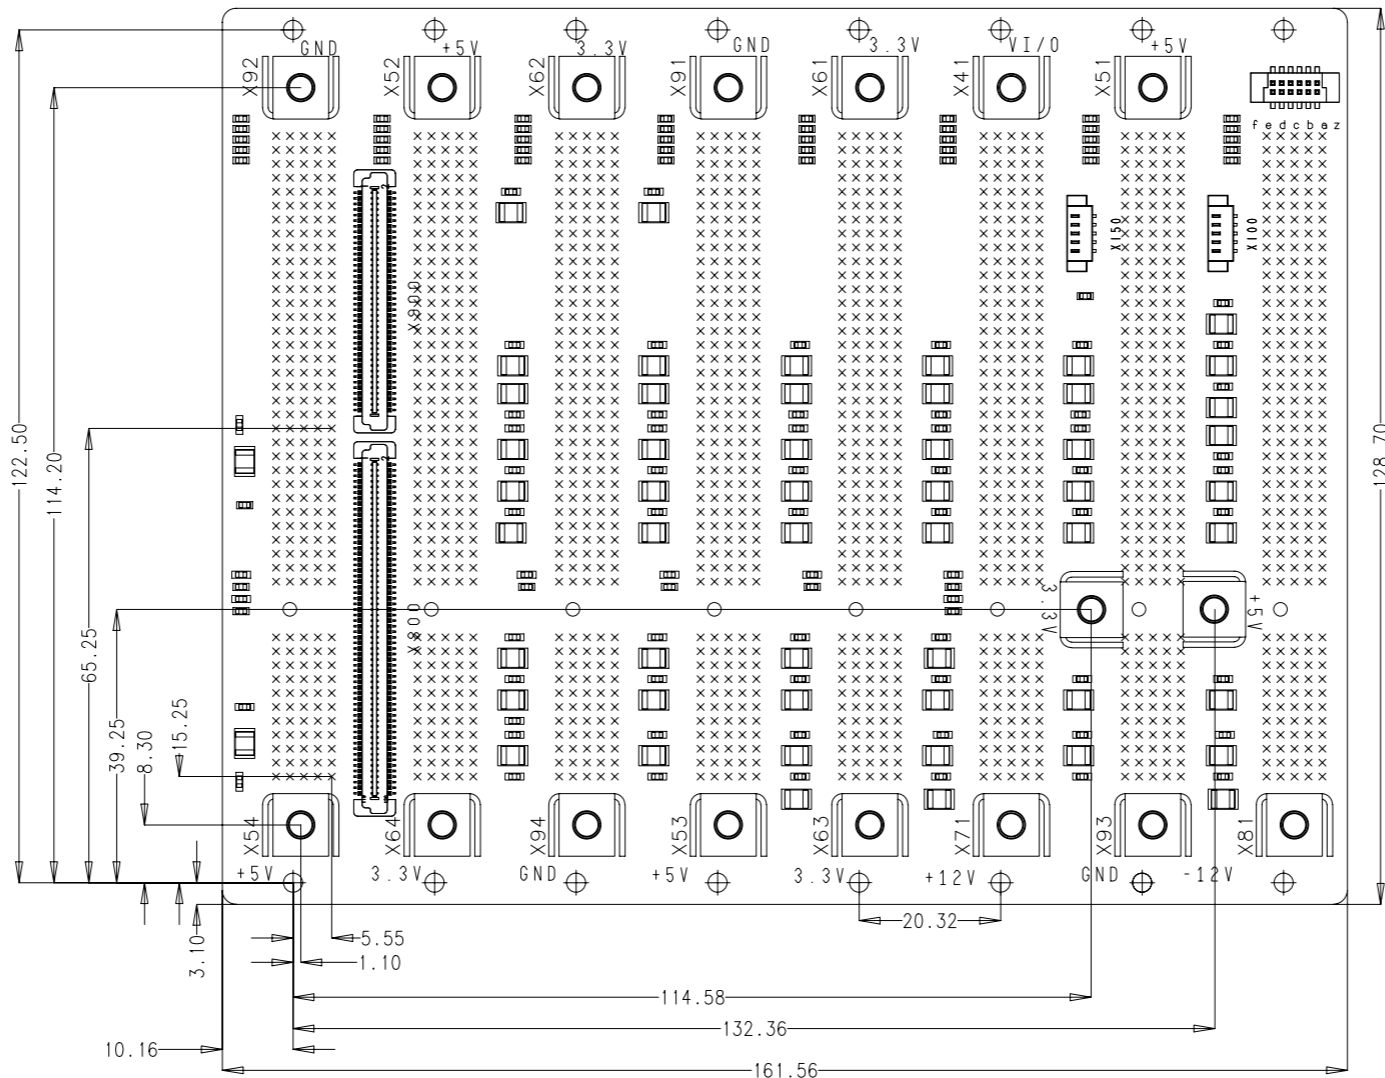 GND +5V 3.3V GND 3.3V VI/O +5V
X92 X52 X62 X91 X61 X41 X51
f e d c b a z
X150 X100
X900
122.50
114.20
128.70
65.25
39.25
8.30
15.25
X800
3.3V +5V
X54 X64 X94 X53 X63 X71 X93 X81
+5V 3.3V GND +5V 3.3V +12V GND -12V
3.10
20.32
5.55
1.10
114.58
132.36
10.16
161.56